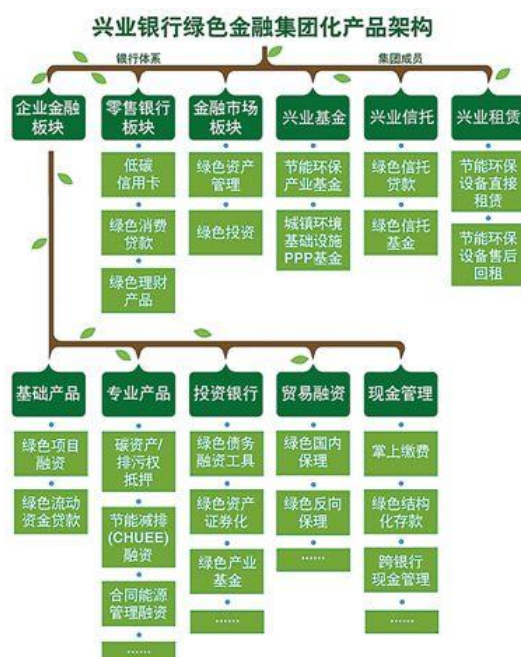 兴业银行绿色金融集团化产品架构
银行体系
集团成员
企业金融
板块
零售银行
板块
金融市场
板块
兴业基金
兴业信托
兴业租赁
低碳
信用卡
绿色消费
贷款
绿色理财
产品
绿色资产
管理
绿色投资
节能环保
产业基金
城镇环境
基础设施
PPP基金
绿色信托
贷款
绿色信托
基金
节能环保
设备直接
租赁
节能环保
设备售后
回租
基础产品
专业产品
投资银行
贸易融资
现金管理
绿色项目
融资
绿色流动
资金贷款
碳资产/
排污权
抵押
节能减排
(CHUEE)
融资
合同能源
管理融资
……
绿色债务
融资工具
绿色资产
证券化
绿色产业
基金
……
绿色国内
保理
绿色反向
保理
……
掌上缴费
绿色结构
化存款
跨银行
现金管理
……